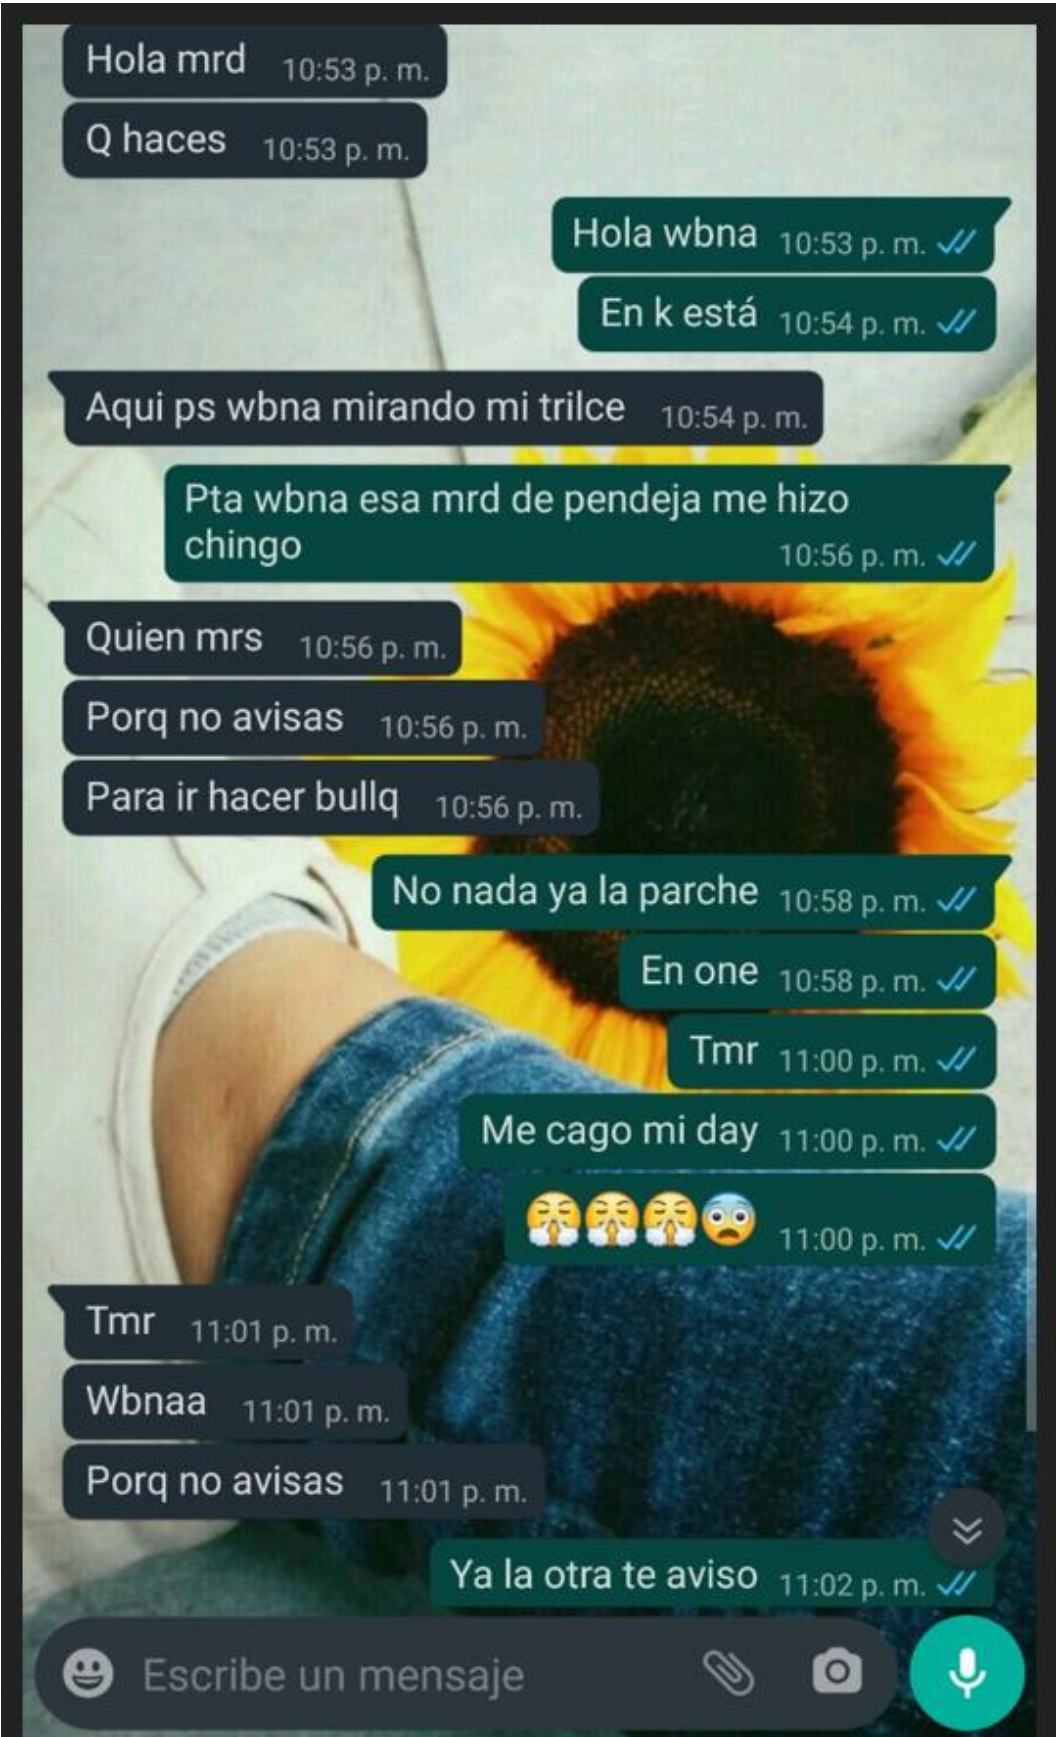 Hola mrd 10:53 p. m.
Q haces 10:53 p. m.
Hola wbna 10:53 p. m.
En k está 10:54 p. m.
Aqui ps wbna mirando mi trilce 10:54 p. m.
Pta wbna esa mrd de pendeja me hizo
chingo 10:56 p. m.
Quien mrs 10:56 p. m.
Porq no avisas 10:56 p. m.
Para ir hacer bullq 10:56 p. m.
No nada ya la parche 10:58 p. m.
En one 10:58 p. m.
Tmr 11:00 p. m.
Me cago mi day 11:00 p. m.
😤😤😤😨 11:00 p. m.
Tmr 11:01 p. m.
Wbnaa 11:01 p. m.
Porq no avisas 11:01 p. m.
Ya la otra te aviso 11:02 p. m.
Escribe un mensaje